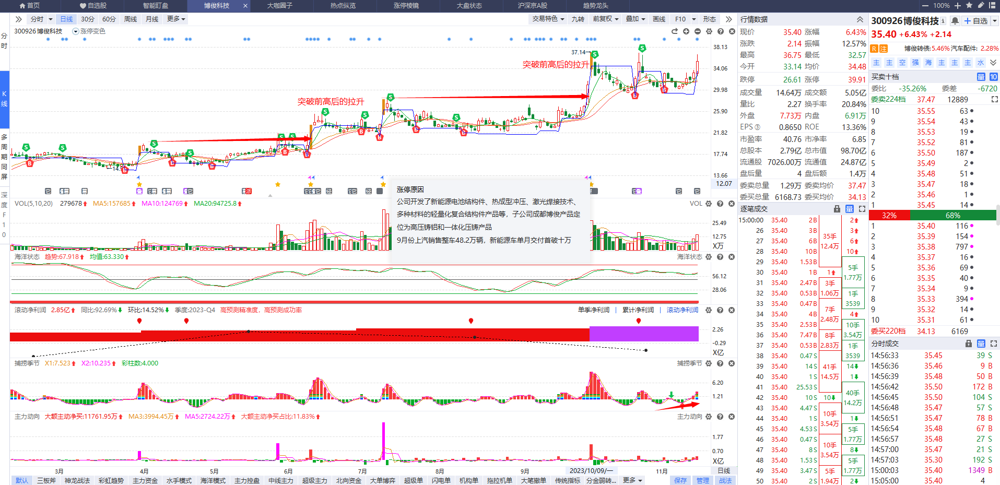 首页
自选股
智能盯盘
博俊科技 ×
大咖圈子
热点纵览
涨停棱镜
大盘状态
沪深京A股
趋势龙头
100%
分时 日线 30分 60分 周线 月线 更多
交易特色 九转 前复权 叠加 画线 F10 形态
分时
K线
多周期同屏
深度F10
300926博俊科技 涨停变色
38.13
34.06
29.98
25.90
21.82
17.74
13.66
12.07
37.14
突破前高后的拉升
突破前高后的拉升
涨停原因
公司开发了新能源电池结构件、热成型冲压、激光焊接技术、
多种材料的轻量化复合结构件产品等，子公司成都博俊产品定
位为高压铸铝和一体化压铸产品
9月份上汽销售整车48.2万辆，新能源车单月交付首破十万
VOL(5,10,20) 279678 MA5:157685 MA10:124769 MA20:94725.8
VOL
25.49
12.75
X万
海洋状态 趋势:67.918 均值:63.330
海洋状态
56.12
28.06
滚动净利润 2.85亿 同比:92.69% 环比:14.52% 季度:2023-Q4 高预测精准度，高预测成功率
单季净利润 | 累计净利润 | 滚动净利润
2.26
-0.29
X亿
捕捞季节 X1:7.523 X2:10.235 彩柱数:4.000
捕捞季节
6.20
1.21
主力动向 大额主动净买:11761.95万 MA3:3994.45万 MA5:2724.22万 大额主动净买占比:11.83%
主力动向
1.77
0.70
X亿
3月 4月 5月 6月 7月 8月 9月 2023/10/09/一 11月 日线
默认 三板斧 神龙战法 彩虹趋势 主力资金 水手模式 海洋模式 主力控盘 中线主力 超级主力 北向资金 大单博弈 超级单 闪电单 机构单 拖拉机单 大笔撤单 传统指标 分金弱转... 更多 保存 管理 战法
行情数据
现价 35.40 涨幅 6.43%
涨跌 2.14 振幅 12.57%
最高 36.75 最低 32.57
今开 33.14 均价 34.48
跌停 26.61 涨停 39.91
成交量 14.64万 成交额 5.05亿
量比 2.27 换手率 20.84%
外盘 7.73万 内盘 6.91万
EPS③ 0.8650 ROE 13.36%
市盈率 40.76 市净率 6.85
总股本 2.79亿 总市值 98.70亿
流通股 7026.00万 流通值 24.87亿
盘后量 4 盘后额 1.4万
委卖总量 1.29万 委卖均价 37.47
委买总量 6168.73 委买均价 34.13
逐笔成交 量
15:00:00 35.40 2B
26 35.40 3B
27 35.40 6B
28 35.40 10B
29 35.40 1.53B
30 35.40 1B
31 35.40 2.47B
32 35.40 0.53B
33 35.40 0.47B
34 35.40 4B
35 35.40 2.53B
36 35.40 7.47B
37 35.40 0.53B
38 35.40 0.47S
39 35.40 14S
40 35.40 1S
41 35.40 25.53S
42 35.40 10S
43 35.40 4.47S
44 35.40 1S
45 35.40 4.53S
46 35.40 0.47S
47 35.40 8S
48 35.40 1.53S
49 35.40 3.47S
50 35.40 2S
35手
12.4万
1
3手
1.06万
7手
2.48万
8手
2.83万
41手
14.5万
10
10手
3.54万
10手
3.54万
5手
1.94万
2
3
6
10
5手
1.77万
1手
3539
4
10手
3.54万
1手
3539
14
1
40手
14.2万
1
5手
1.77万
8
5手
1.77万
2
300926博俊科技 自选
35.40 +6.43% +2.14
R 注 博俊转债:5.46% 汽车配件: 2.28%
主 主 空 强 海 主 主 主 水
买卖十档 量 10
委比 -35.26% 委差 -6720
委卖224档 37.47 12889
10 35.55 63
9 35.54 43
8 35.53 19
7 35.52 81
6 35.50 187
5 35.49 2
4 35.48 51
3 35.47 18
2 35.46 1
1 35.45 14
32% 68%
1 35.40 116
2 35.39 154
3 35.38 797
4 35.37 16
5 35.36 69
6 35.35 40
7 35.34 9
8 35.33 394
9 35.32 14
10 35.31 61
委买220档 34.13 6169
分时成交 量
14:56:33 35.45 39 S
14:56:36 35.46 9 B
14:56:39 35.48 50 B
14:56:42 35.50 172 B
14:56:45 35.50 104 S
14:56:48 35.47 57 S
14:56:51 35.47 78 B
14:56:54 35.48 67 B
14:56:57 35.48 27 S
14:57:00 35.47 21 S
14:57:03 35.30 192 S
15:00:03 35.40 1349 B
15:05:00 35.40 4